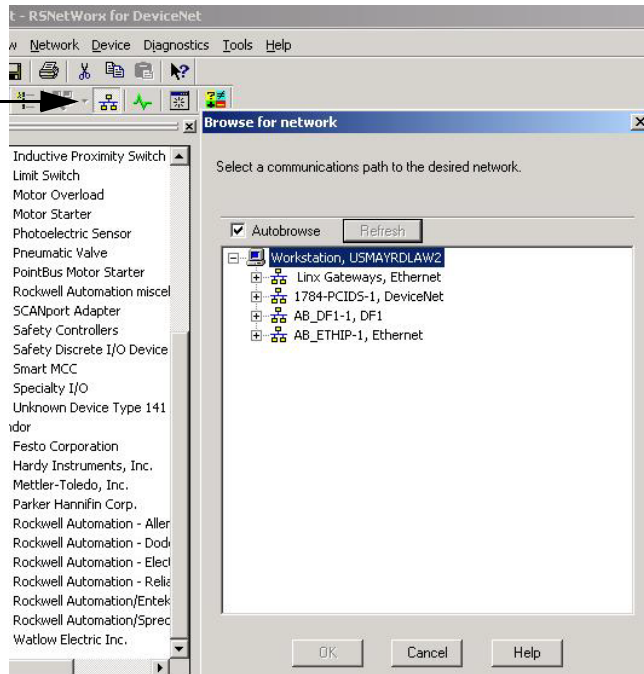 t - RSNetWorx for DeviceNet
w Network Device Diagnostics Tools Help
Browse for network
Select a communications path to the desired network.
Autobrowse Refresh
Workstation, USMAYRDLAW2
Linx Gateways, Ethernet
1784-PCIDS-1, DeviceNet
AB_DF1-1, DF1
AB_ETHIP-1, Ethernet
Inductive Proximity Switch
Limit Switch
Motor Overload
Motor Starter
Photoelectric Sensor
Pneumatic Valve
PointBus Motor Starter
Rockwell Automation miscel
SCANport Adapter
Safety Controllers
Safety Discrete I/O Device
Smart MCC
Specialty I/O
Unknown Device Type 141
ndor
Festo Corporation
Hardy Instruments, Inc.
Mettler-Toledo, Inc.
Parker Hannifin Corp.
Rockwell Automation - Aller
Rockwell Automation - Dod
Rockwell Automation - Elect
Rockwell Automation - Relia
Rockwell Automation/Entek
Rockwell Automation/Sprec
Watlow Electric Inc.
OK Cancel Help